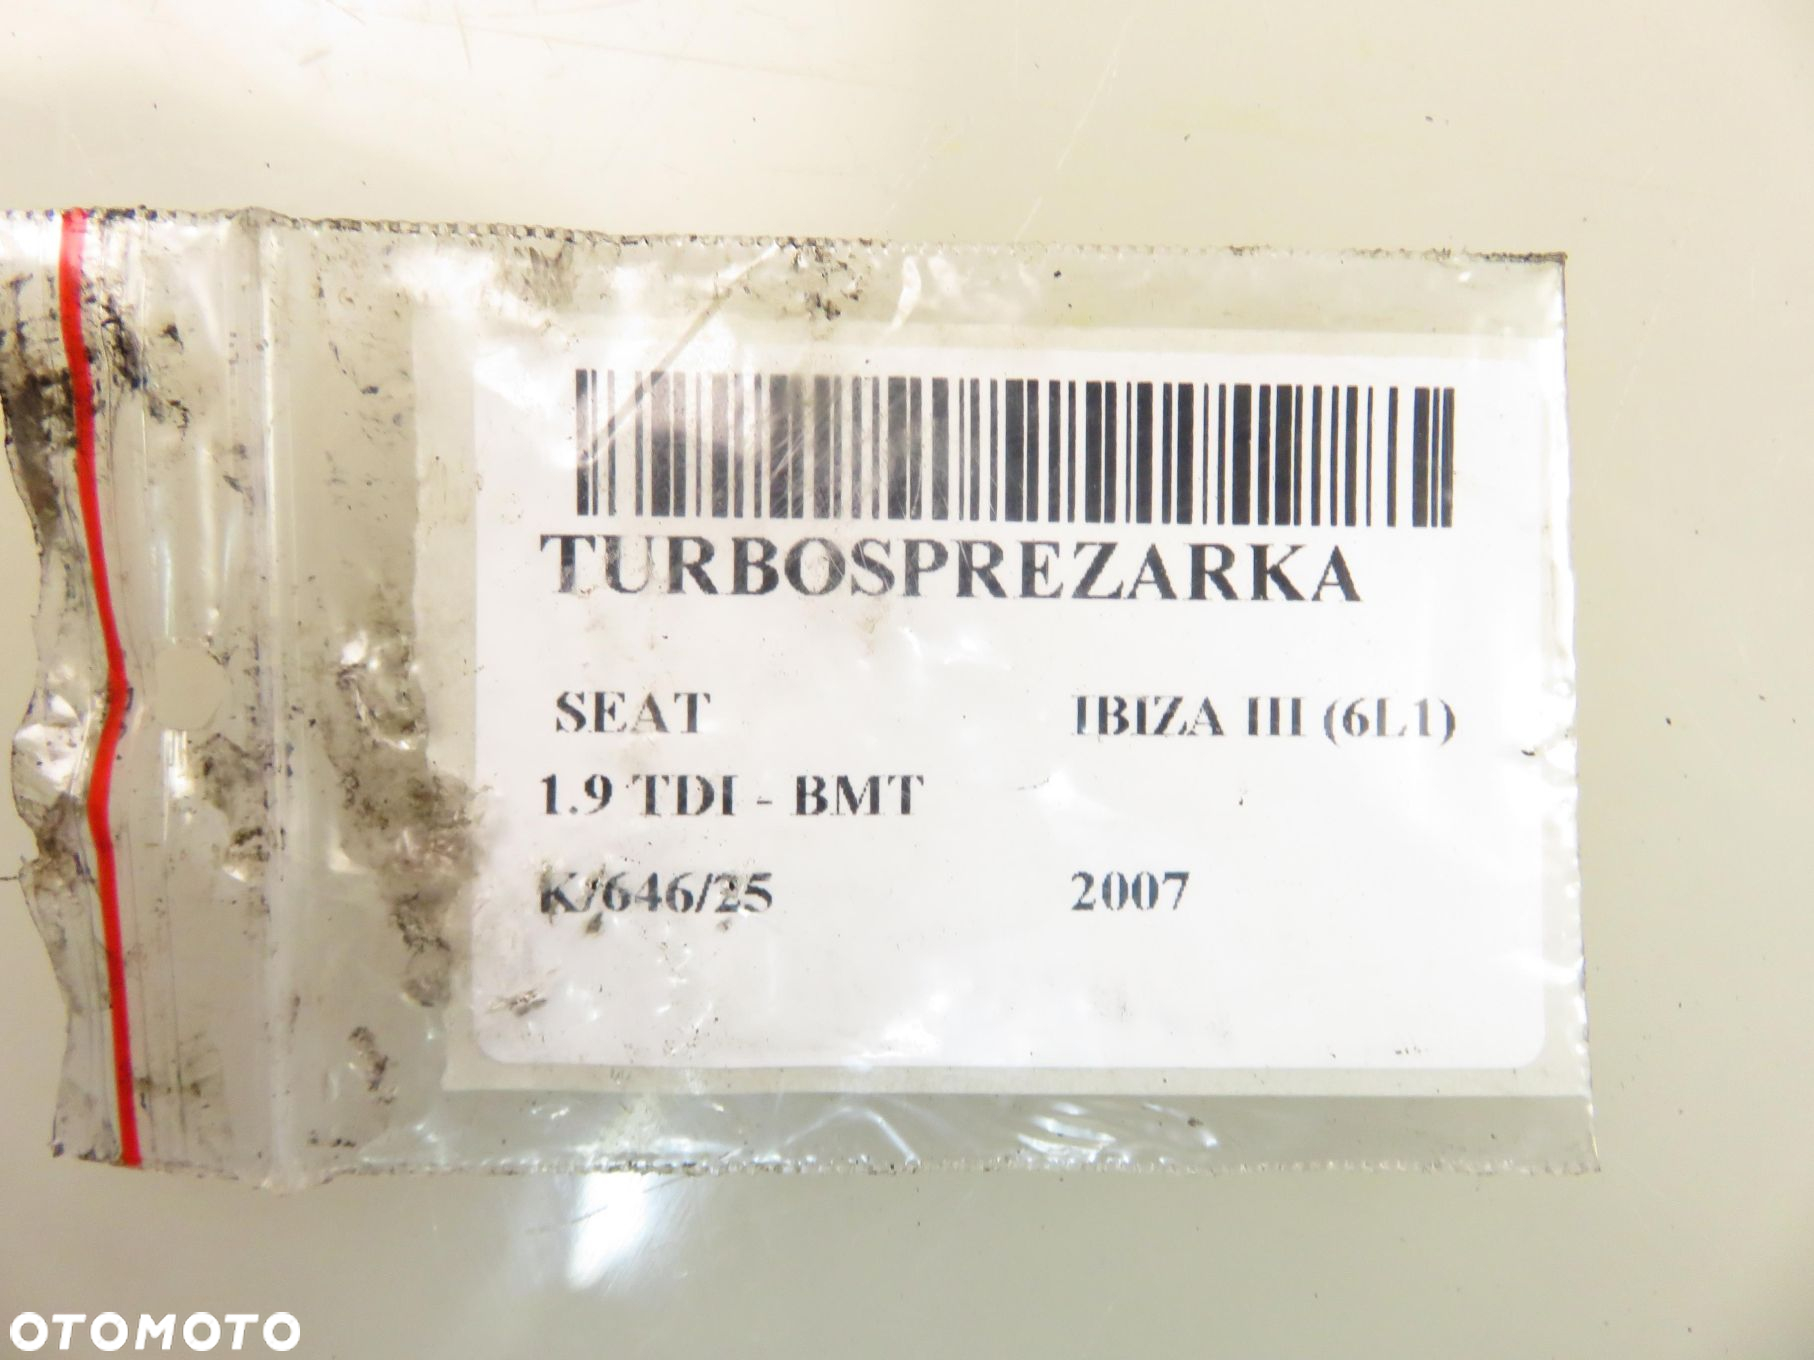 TURBOSPREZARKA
SEAT IBIZA III (6L1)
1.9 TDI - BMT
K/646/25 2007
OTOMOTO